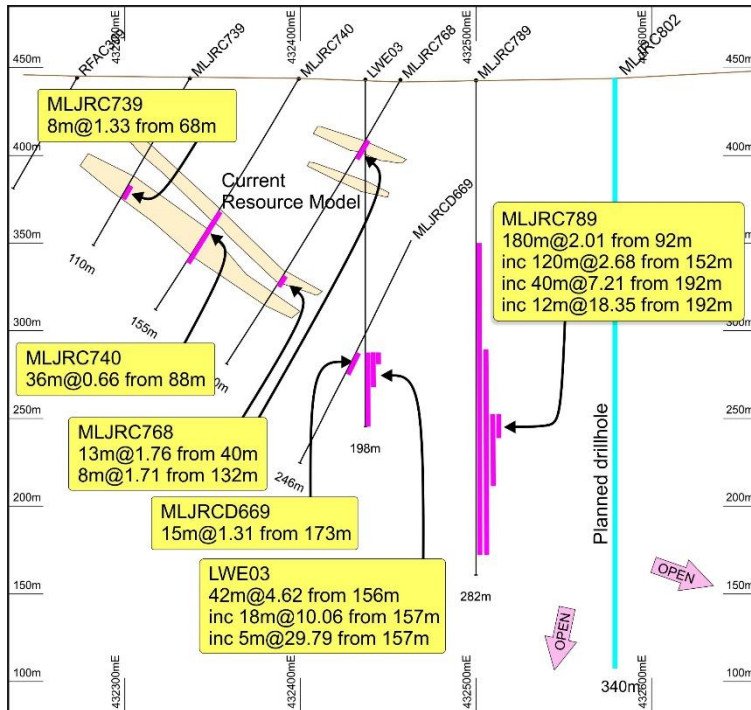 432300mE
432400mE
432500mE
432600mE
MLJRC739
MLJRC740
LWE03
MLJRC768
MLJRC789
MLJRC802
450m
450m
MLJRC739
8m@1.33 from 68m
400m
400m
Current
Resource Model
MLJRCD669
MLJRC789
180m@2.01 from 92m
inc 120m@2.68 from 152m
inc 40m@7.21 from 192m
inc 12m@18.35 from 192m
350m
350m
110m
155m
300m
300m
MLJRC740
36m@0.66 from 88m
MLJRC768
13m@1.76 from 40m
8m@1.71 from 132m
250m
250m
198m
246m
MLJRCD669
15m@1.31 from 173m
Planned drillhole
200m
200m
LWE03
42m@4.62 from 156m
inc 18m@10.06 from 157m
inc 5m@29.79 from 157m
150m
150m
282m
OPEN
OPEN
100m
100m
340m
432300mE
432400mE
432500mE
432600mE